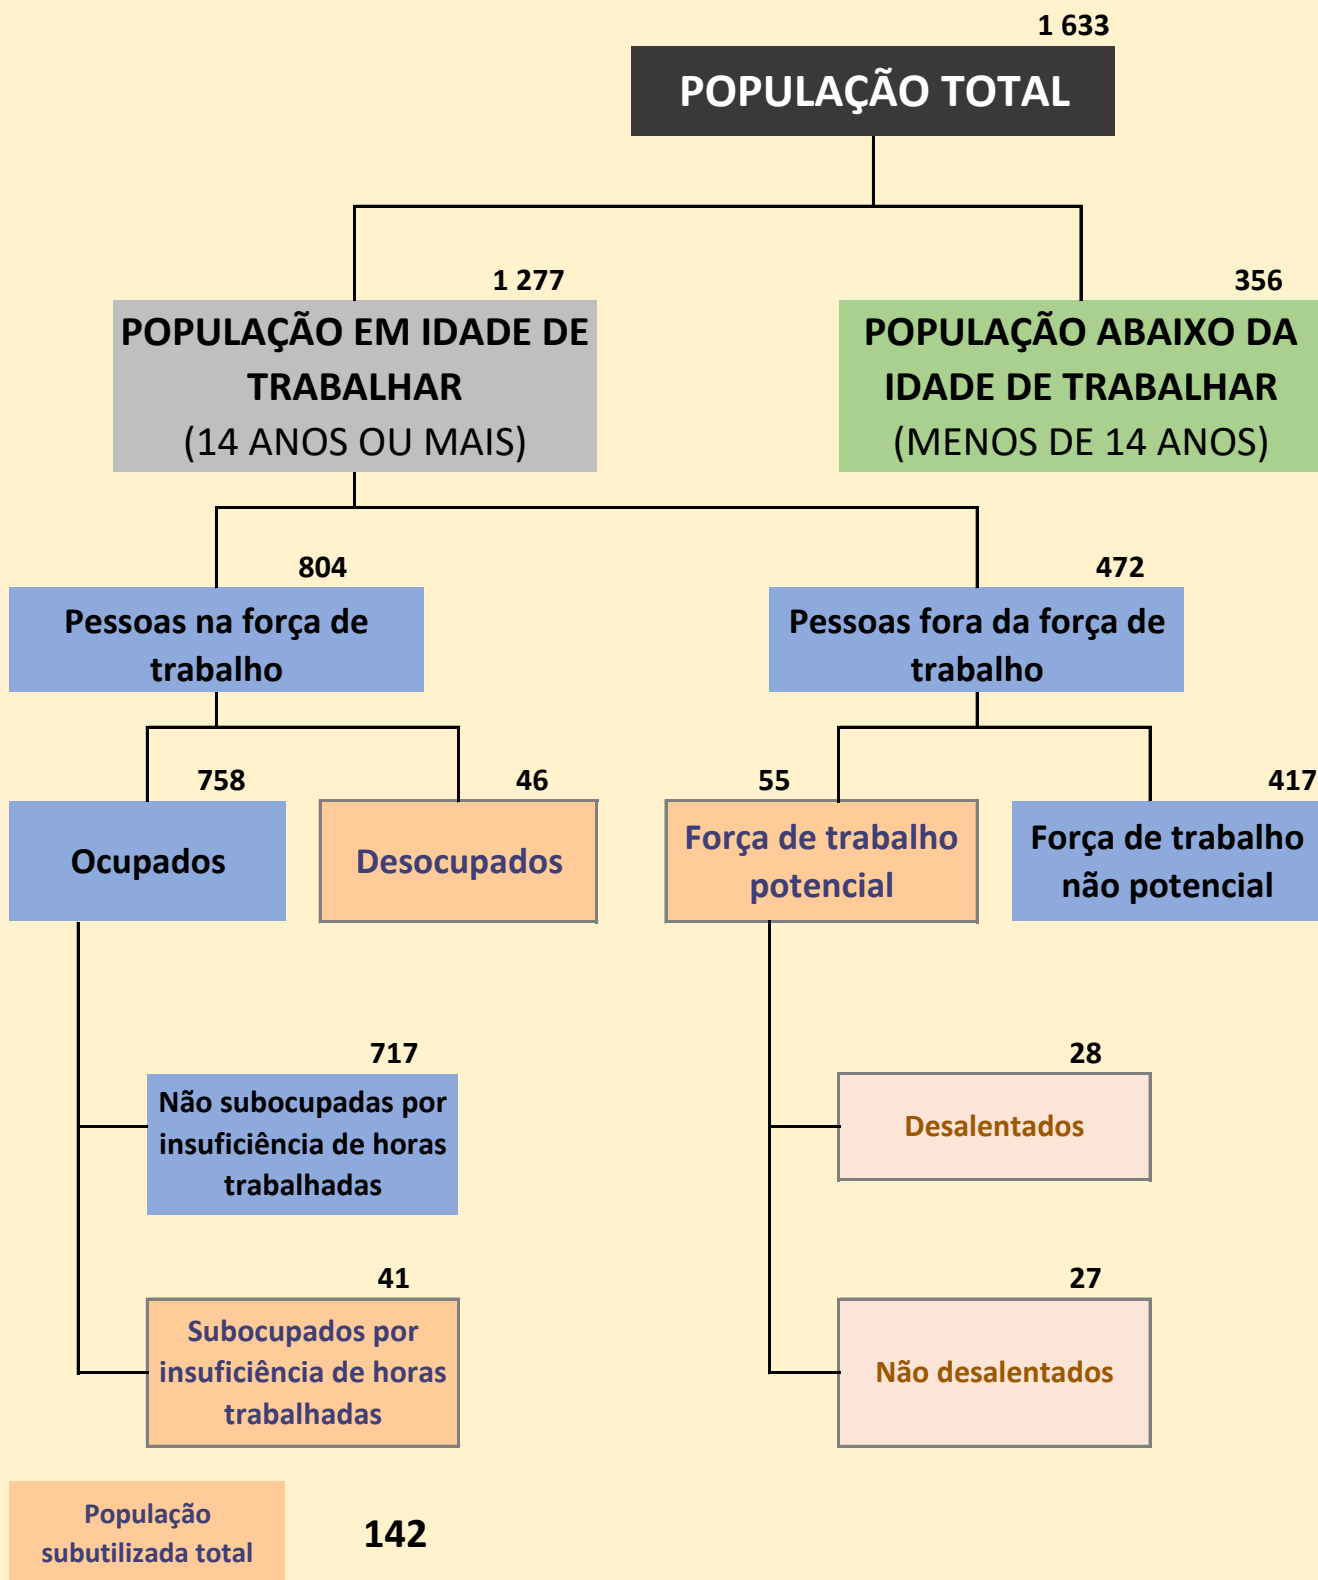 1 633
POPULAÇÃO TOTAL
1 277
POPULAÇÃO EM IDADE DE
TRABALHAR
(14 ANOS OU MAIS)
356
POPULAÇÃO ABAIXO DA
IDADE DE TRABALHAR
(MENOS DE 14 ANOS)
804
Pessoas na força de
trabalho
472
Pessoas fora da força de
trabalho
758
Ocupados
46
Desocupados
55
Força de trabalho
potencial
417
Força de trabalho
não potencial
717
Não subocupadas por
insuficiência de horas
trabalhadas
28
Desalentados
41
Subocupados por
insuficiência de horas
trabalhadas
27
Não desalentados
População
subutilizada total
142